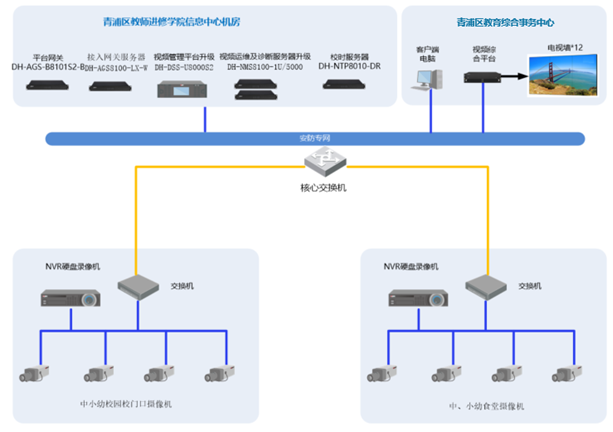 青浦区教师进修学院信息中心机房
青浦区教育综合事务中心
平台网关
DH-AGS-B8101S2-B
接入网关服务器
DH-AGS8100-LX-W
视频管理平台升级
DH-DSS-U8000S2
视频运维及诊断服务器升级
DH-NMS8100-1U/5000
校时服务器
DH-NTP8010-DR
客户端
电脑
视频综
合平台
电视墙*12
安防专网
核心交换机
NVR硬盘录像机
交换机
中小幼校园校门口摄像机
NVR硬盘录像机
交换机
中、小幼食堂摄像机